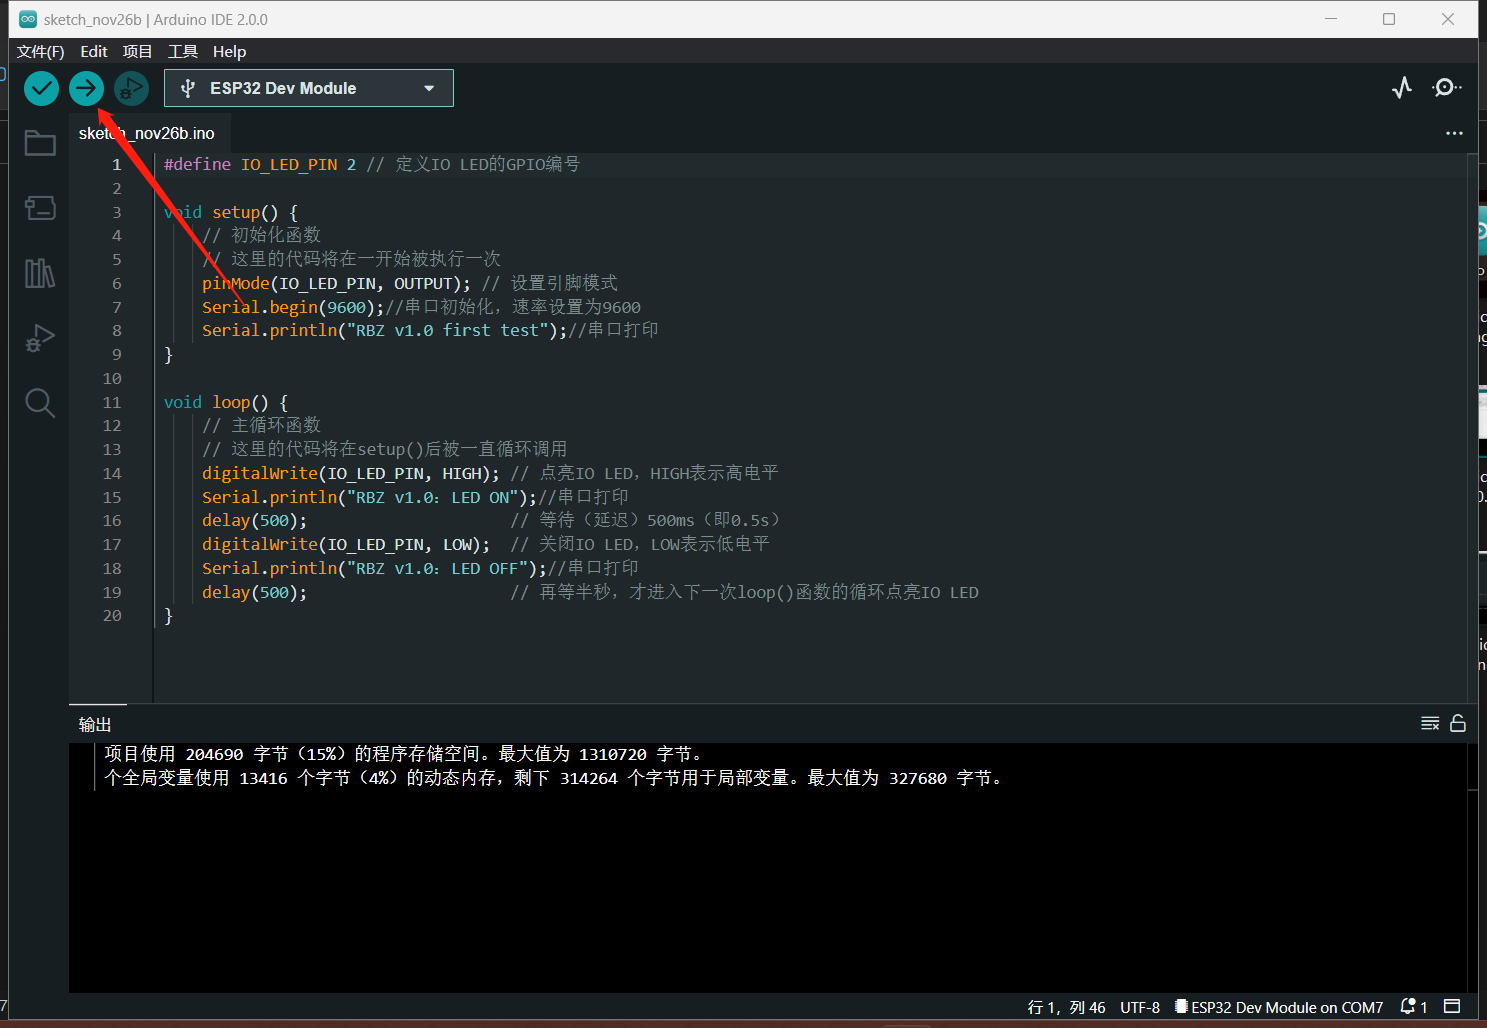 sketch_nov26b | Arduino IDE 2.0.0
文件(F) Edit 项目 工具 Help
ESP32 Dev Module
sketch_nov26b.ino
1 #define IO_LED_PIN 2 // 定义IO LED的GPIO编号
2
3 void setup() {
4 // 初始化函数
5 // 这里的代码将在一开始被执行一次
6 pinMode(IO_LED_PIN, OUTPUT); // 设置引脚模式
7 Serial.begin(9600);//串口初始化，速率设置为9600
8 Serial.println("RBZ v1.0 first test");//串口打印
9 }
10
11 void loop() {
12 // 主循环函数
13 // 这里的代码将在setup()后被一直循环调用
14 digitalWrite(IO_LED_PIN, HIGH); // 点亮IO LED，HIGH表示高电平
15 Serial.println("RBZ v1.0：LED ON");//串口打印
16 delay(500); // 等待（延迟）500ms（即0.5s）
17 digitalWrite(IO_LED_PIN, LOW); // 关闭IO LED，LOW表示低电平
18 Serial.println("RBZ v1.0：LED OFF");//串口打印
19 delay(500); // 再等半秒，才进入下一次loop()函数的循环点亮IO LED
20 }
输出
项目使用 204690 字节（15%）的程序存储空间。最大值为 1310720 字节。
个全局变量使用 13416 个字节（4%）的动态内存，剩下 314264 个字节用于局部变量。最大值为 327680 字节。
行 1，列 46 UTF-8 ESP32 Dev Module on COM7 1